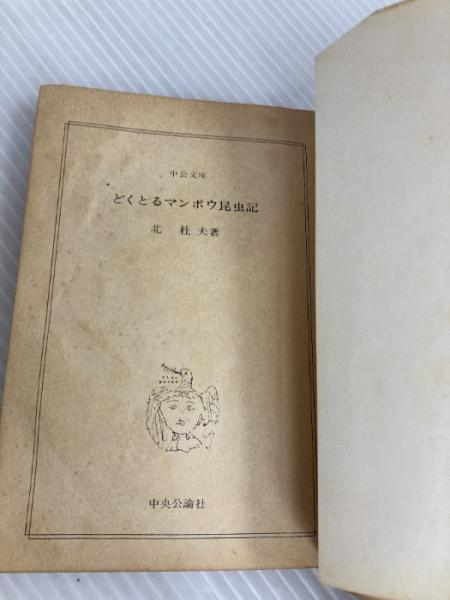 中公文庫
どくとるマンボウ昆虫記
北 杜夫著
中央公論社